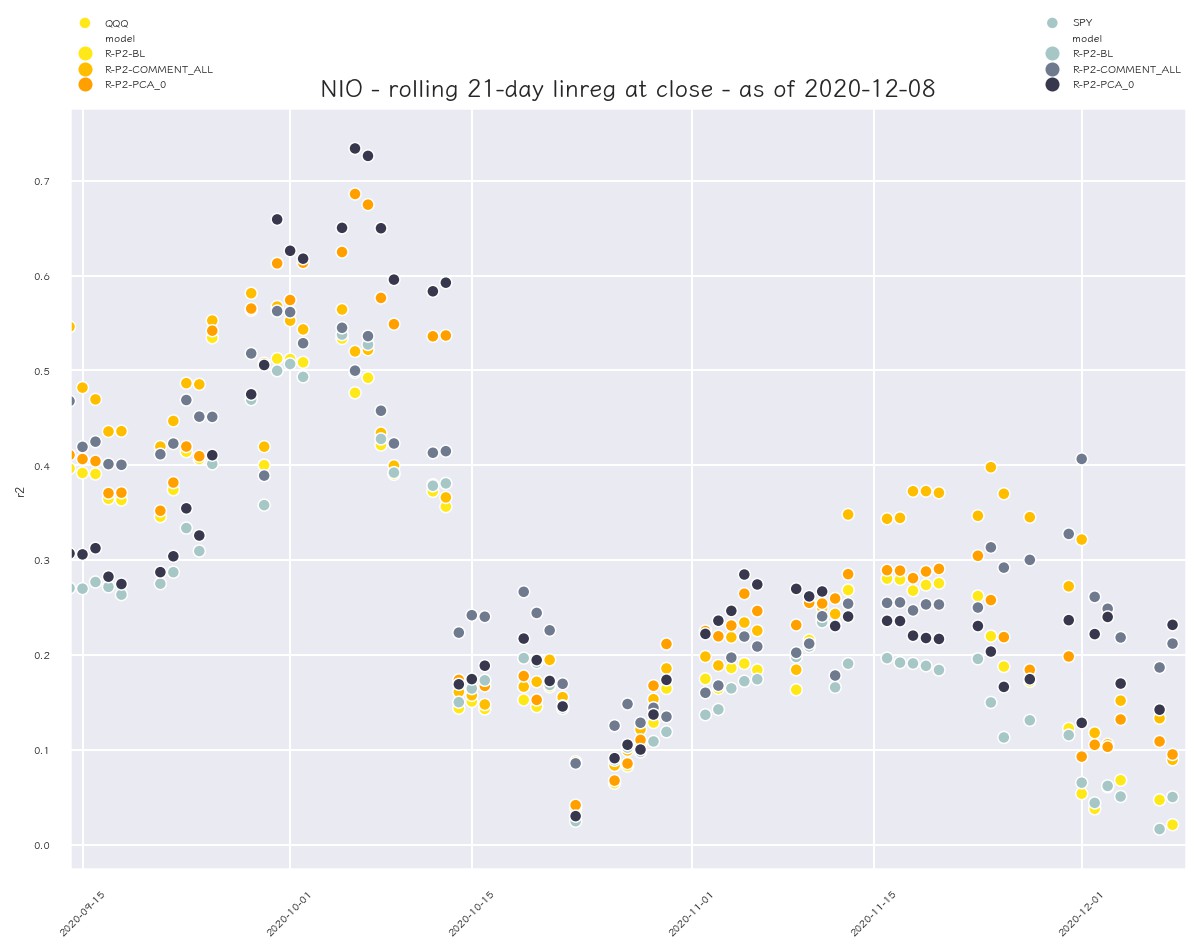 QQQ
model
R-P2-BL
R-P2-COMMENT_ALL
R-P2-PCA_0
SPY
model
R-P2-BL
R-P2-COMMENT_ALL
R-P2-PCA_0
NIO - rolling 21-day linreg at close - as of 2020-12-08
0.7
0.6
0.5
0.4
0.3
0.2
0.1
0.0
r2
2020-09-15
2020-10-01
2020-10-15
2020-11-01
2020-11-15
2020-12-01